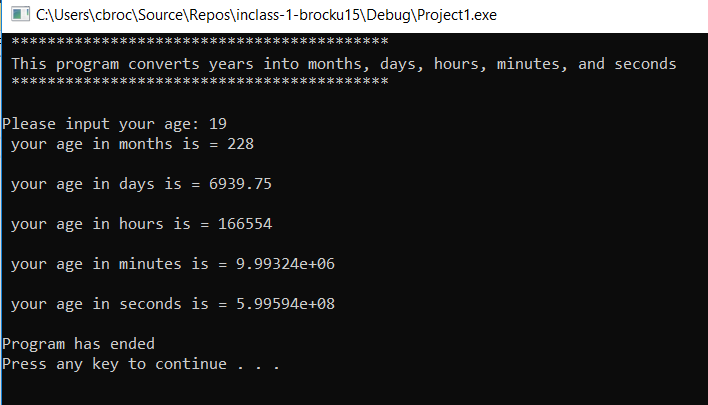 C:\Users\cbroc\Source\Repos\inclass-1-brocku15\Debug\Project1.exe
******************************************
This program converts years into months, days, hours, minutes, and seconds
******************************************
Please input your age: 19
your age in months is = 228
your age in days is = 6939.75
your age in hours is = 166554
your age in minutes is = 9.99324e+06
your age in seconds is = 5.99594e+08
Program has ended
Press any key to continue . . .